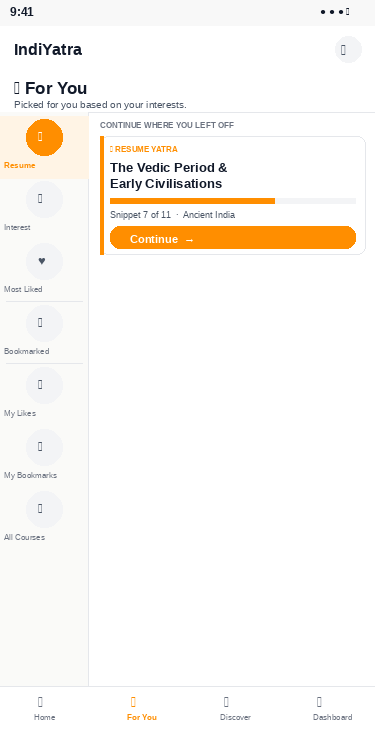 9:41
IndiYatra
For You
Picked for you based on your interests.
Resume
Interest
Most Liked
Bookmarked
My Likes
My Bookmarks
All Courses
CONTINUE WHERE YOU LEFT OFF
RESUME YATRA
The Vedic Period &
Early Civilisations
Snippet 7 of 11 · Ancient India
Continue →
Home
For You
Discover
Dashboard